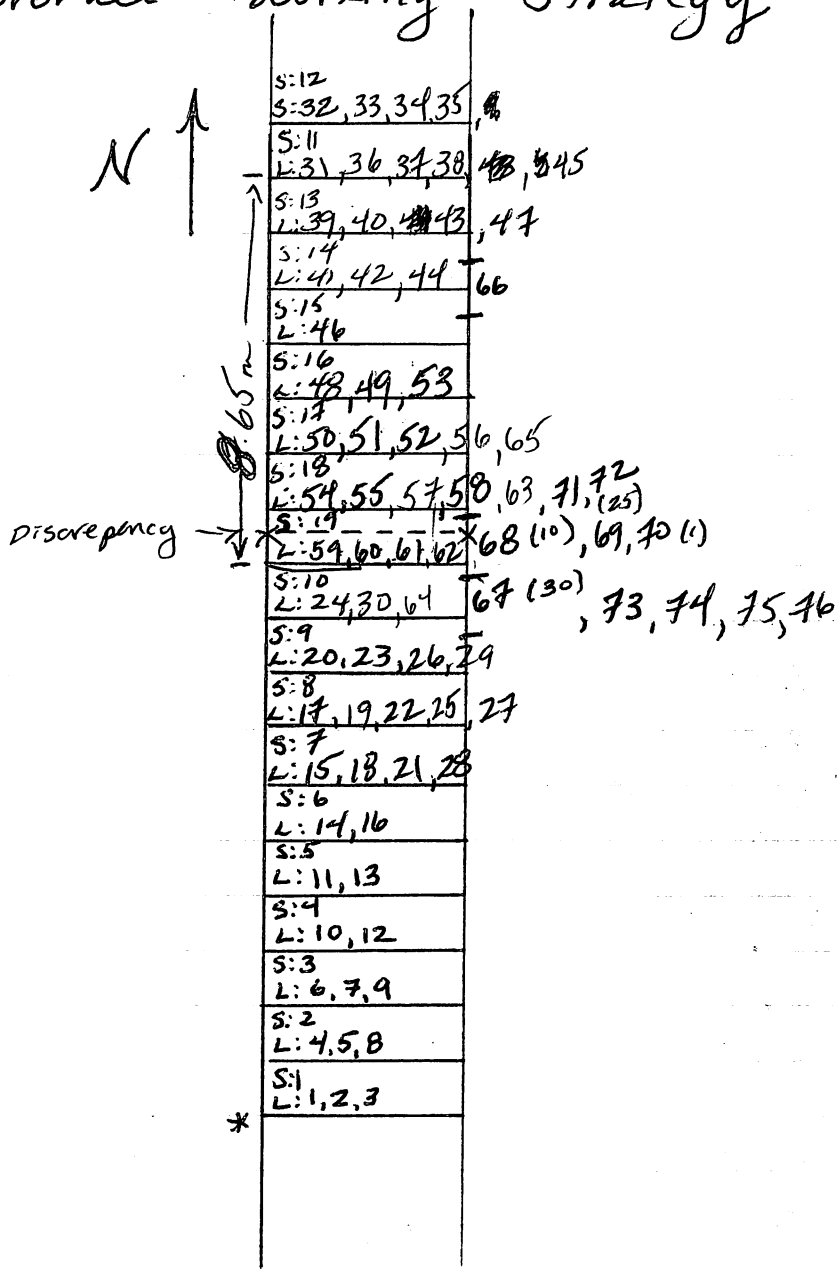 Strategy
S:12
S:32, 33, 34, 35,
N
S:11
L:31, 36, 37, 38, 45
S:13
L:39, 40, 43, 47
S:14
L:41, 42, 44
66
S:15
L:46
S:16
L:48, 49, 53
8.65m
S:17
L:50, 51, 52, 56, 65
S:18
L:54, 55, 57, 58, 63, 71, 72 (25)
Discrepency
S:19
L:59, 60, 61, 62
68 (10), 69, 70 (1)
S:10
L:24, 30, 64
67 (30), 73, 74, 75, 76
S:9
L:20, 23, 26, 29
S:8
L:17, 19, 22, 25, 27
S:7
L:15, 18, 21, 28
S:6
L:14, 16
S:5
L:11, 13
S:4
L:10, 12
S:3
L:6, 7, 9
S:2
L:4, 5, 8
S:1
L:1, 2, 3
*